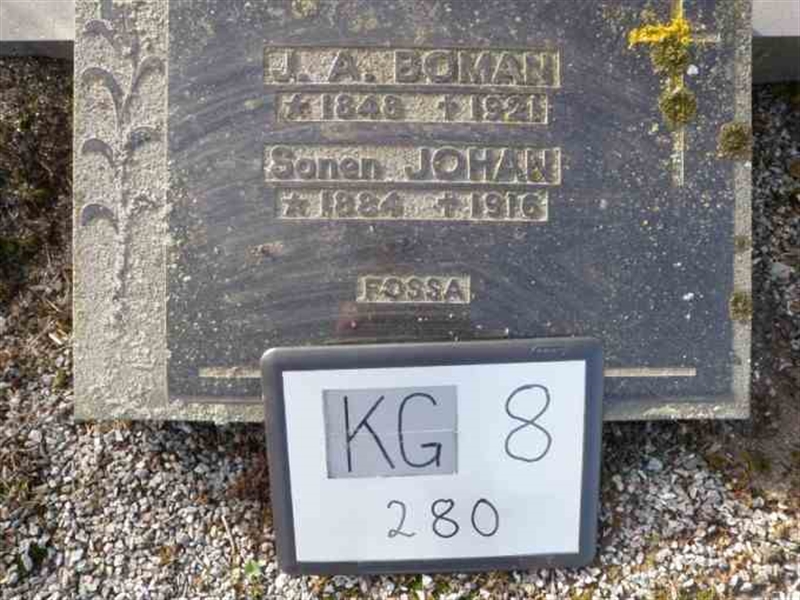 J. A. BOMAN
★1848 ✝1921
Sonen JOHAN
★1884 ✝1916
FOSSA
KG 8
280